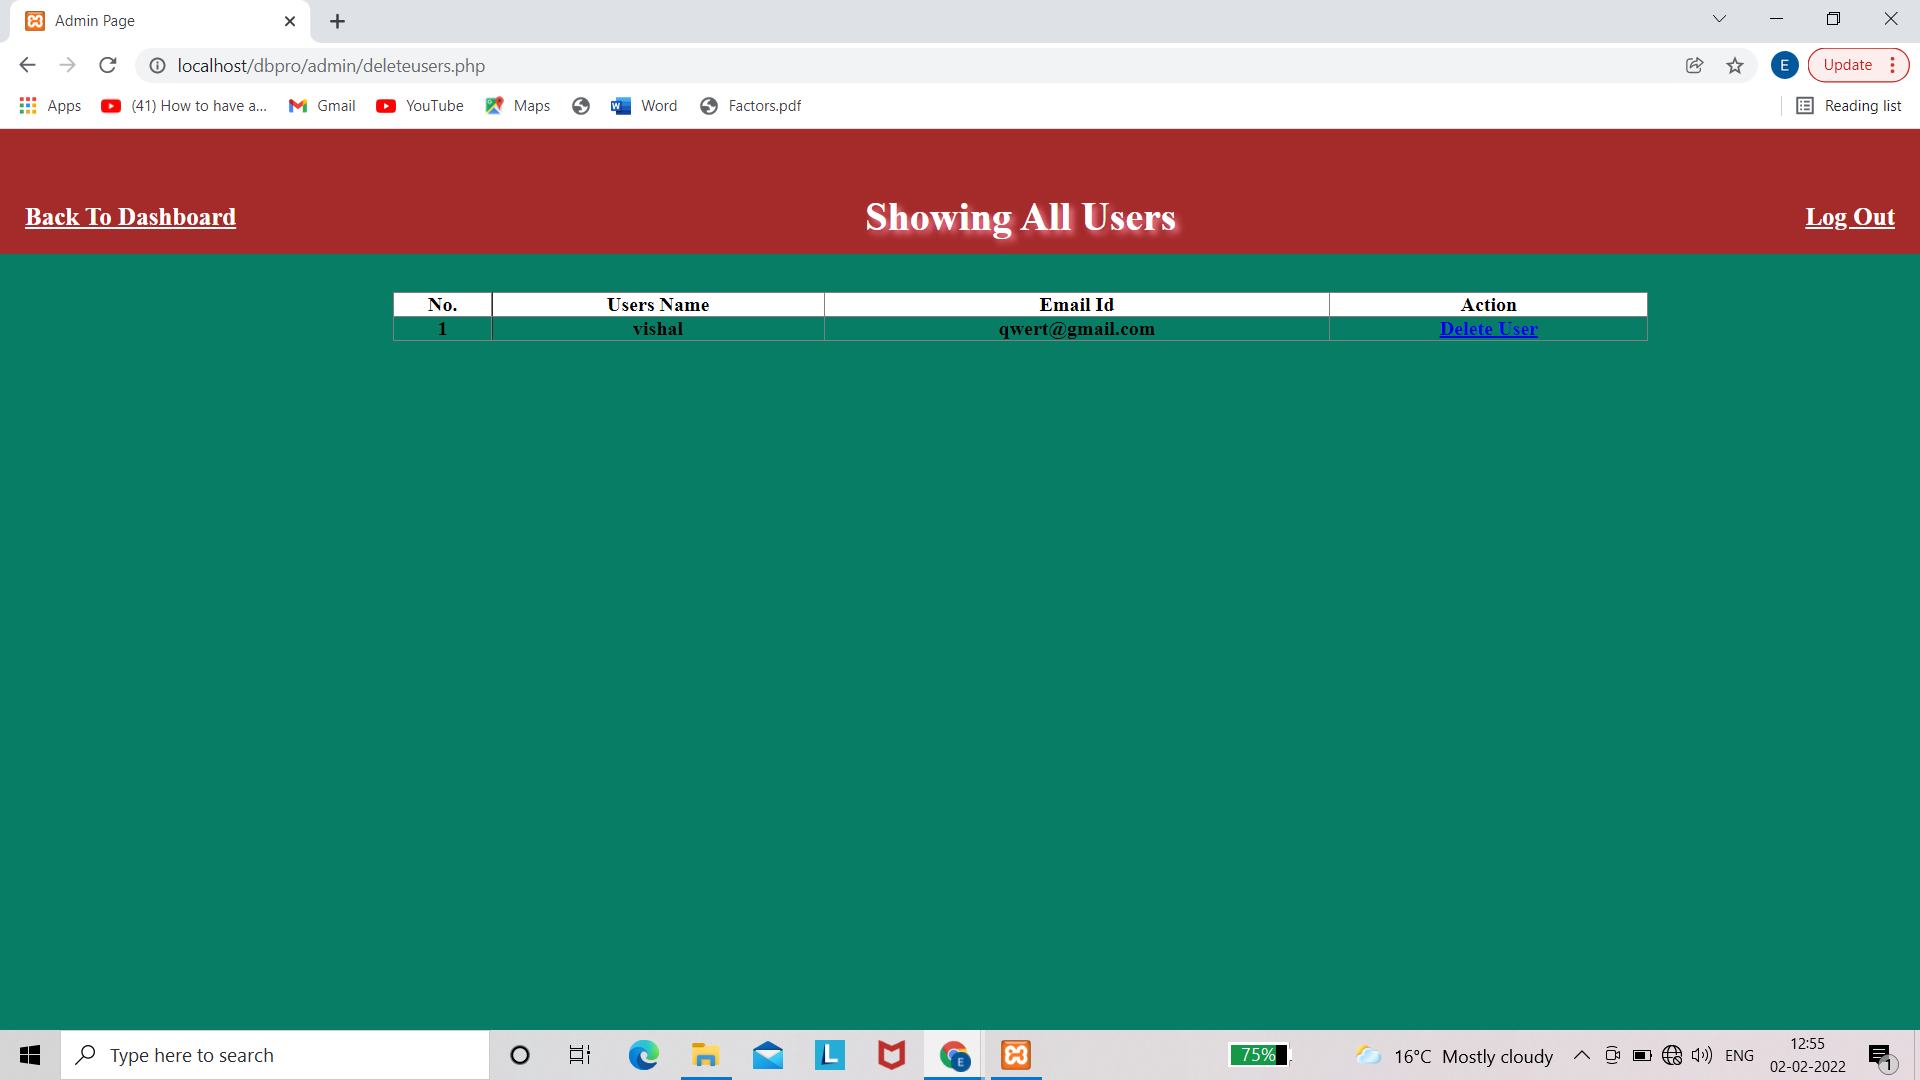 Admin Page
localhost/dbpro/admin/deleteusers.php
E
Update
Apps (41) How to have a... Gmail YouTube Maps Word Factors.pdf Reading list
Back To Dashboard Showing All Users Log Out
No. Users Name Email Id Action
1 vishal qwert@gmail.com Delete User
Type here to search
L
E
75%
16°C Mostly cloudy
ENG
12:55
02-02-2022
1